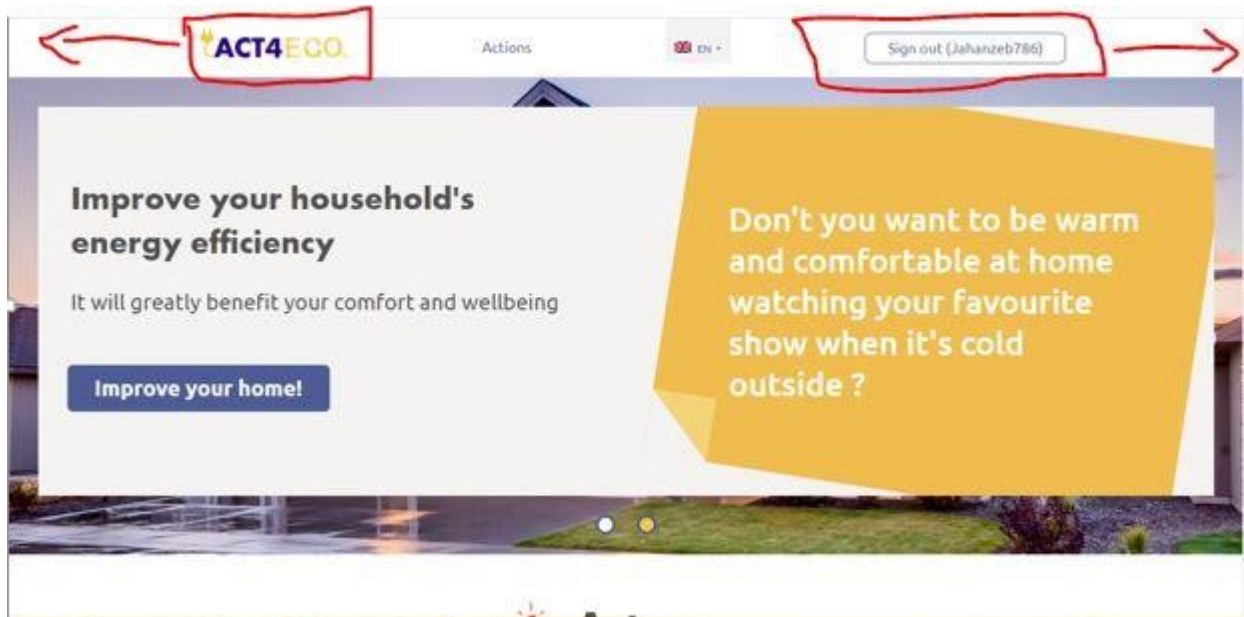 ACT4ECO.
Actions
EN
Sign out (Jahanzeb786)
Improve your household's
energy efficiency
It will greatly benefit your comfort and wellbeing
Improve your home!
Don't you want to be warm
and comfortable at home
watching your favourite
show when it's cold
outside ?